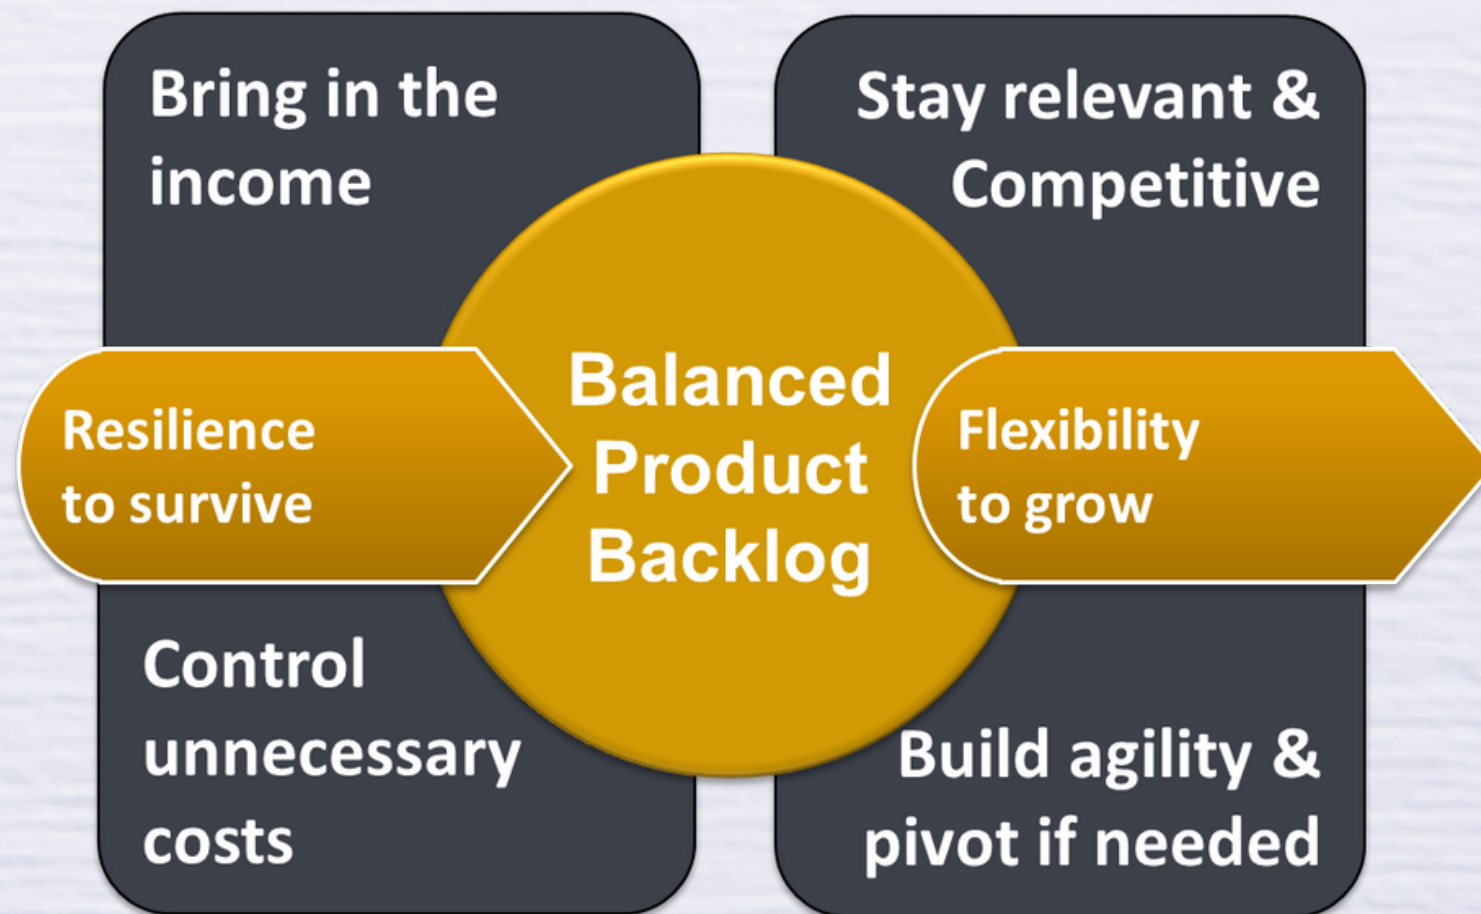 Bring in the
income
Stay relevant &
Competitive
Resilience
to survive
Balanced
Product
Backlog
Flexibility
to grow
Control
unnecessary
costs
Build agility &
pivot if needed